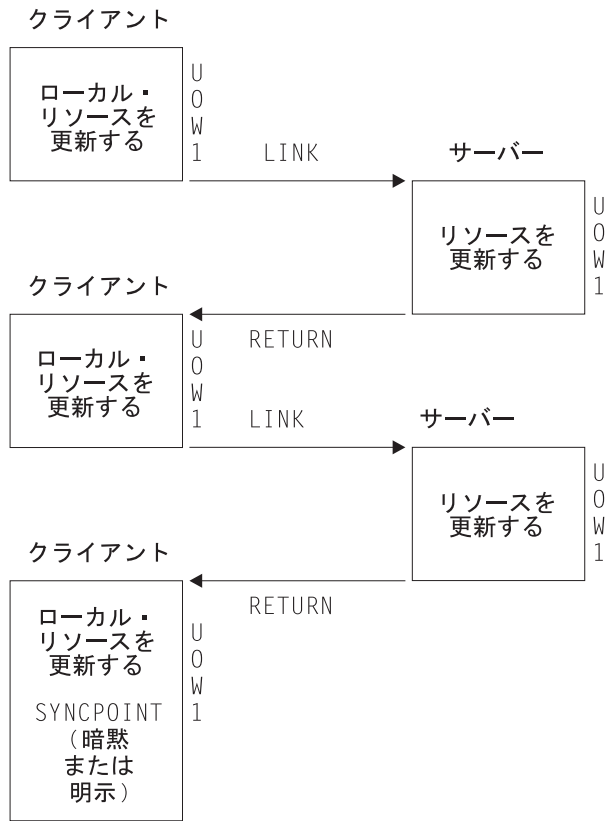 クライアント
ローカル・
リソースを
更新する
UOW1
LINK
サーバー
リソースを
更新する
UOW1
クライアント
RETURN
ローカル・
リソースを
更新する
UOW1
LINK
サーバー
リソースを
更新する
UOW1
クライアント
RETURN
ローカル・
リソースを
更新する
UOW1
SYNCPOINT
（暗黙
または
明示）